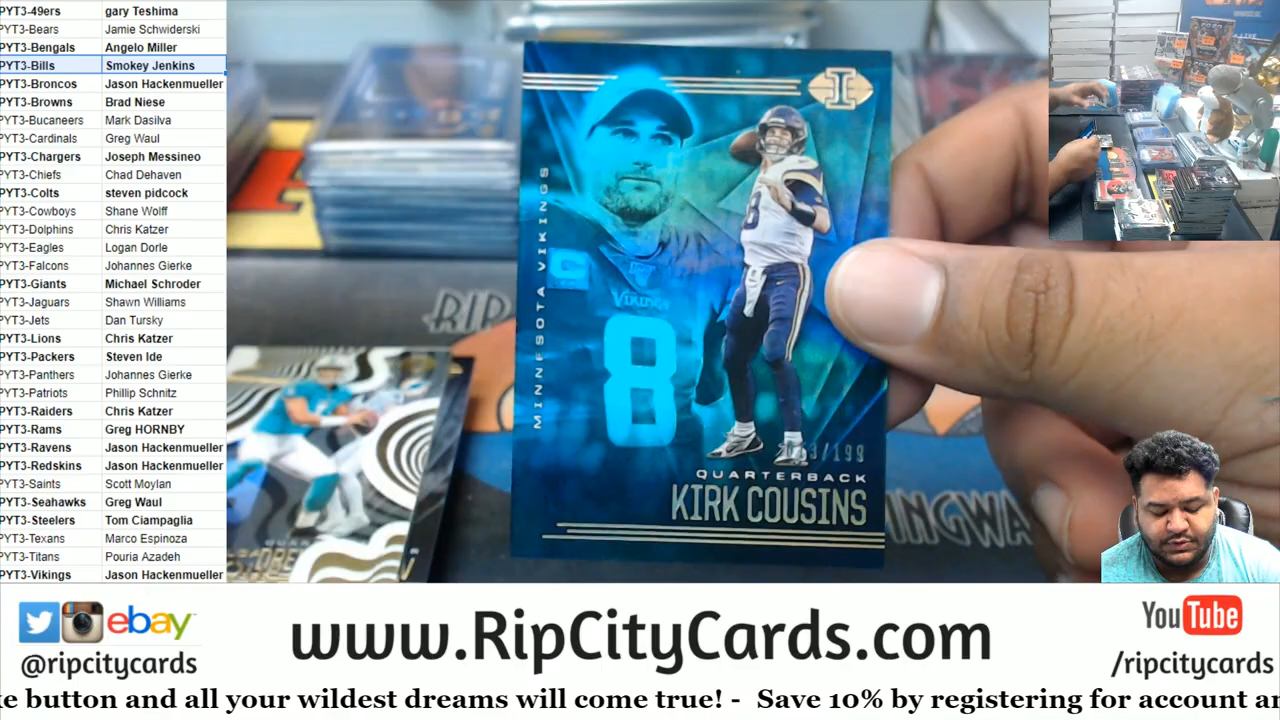 PYT3-49ers gary Teshima
PYT3-Bears Jamie Schwiderski
PYT3-Bengals Angelo Miller
PYT3-Bills Smokey Jenkins
PYT3-Broncos Jason Hackenmueller
PYT3-Browns Brad Niese
PYT3-Bucaneers Mark Dasilva
PYT3-Cardinals Greg Waul
PYT3-Chargers Joseph Messineo
PYT3-Chiefs Chad Dehaven
PYT3-Colts steven pidcock
PYT3-Cowboys Shane Wolff
PYT3-Dolphins Chris Katzer
PYT3-Eagles Logan Dorle
PYT3-Falcons Johannes Gierke
PYT3-Giants Michael Schroder
PYT3-Jaguars Shawn Williams
PYT3-Jets Dan Tursky
PYT3-Lions Chris Katzer
PYT3-Packers Steven Ide
PYT3-Panthers Johannes Gierke
PYT3-Patriots Phillip Schnitz
PYT3-Raiders Chris Katzer
PYT3-Rams Greg HORNBY
PYT3-Ravens Jason Hackenmueller
PYT3-Redskins Jason Hackenmueller
PYT3-Saints Scott Moylan
PYT3-Seahawks Greg Waul
PYT3-Steelers Tom Ciampaglia
PYT3-Texans Marco Espinoza
PYT3-Titans Pouria Azadeh
PYT3-Vikings Jason Hackenmueller
I
MINNESOTA VIKINGS
C
VIKINGS
8
8
/199
QUARTERBACK
KIRK COUSINS
RIP
ebay
@ripcitycards
www.RipCityCards.com
YouTube
/ripcitycards
ke button and all your wildest dreams will come true! - Save 10% by registering for account an